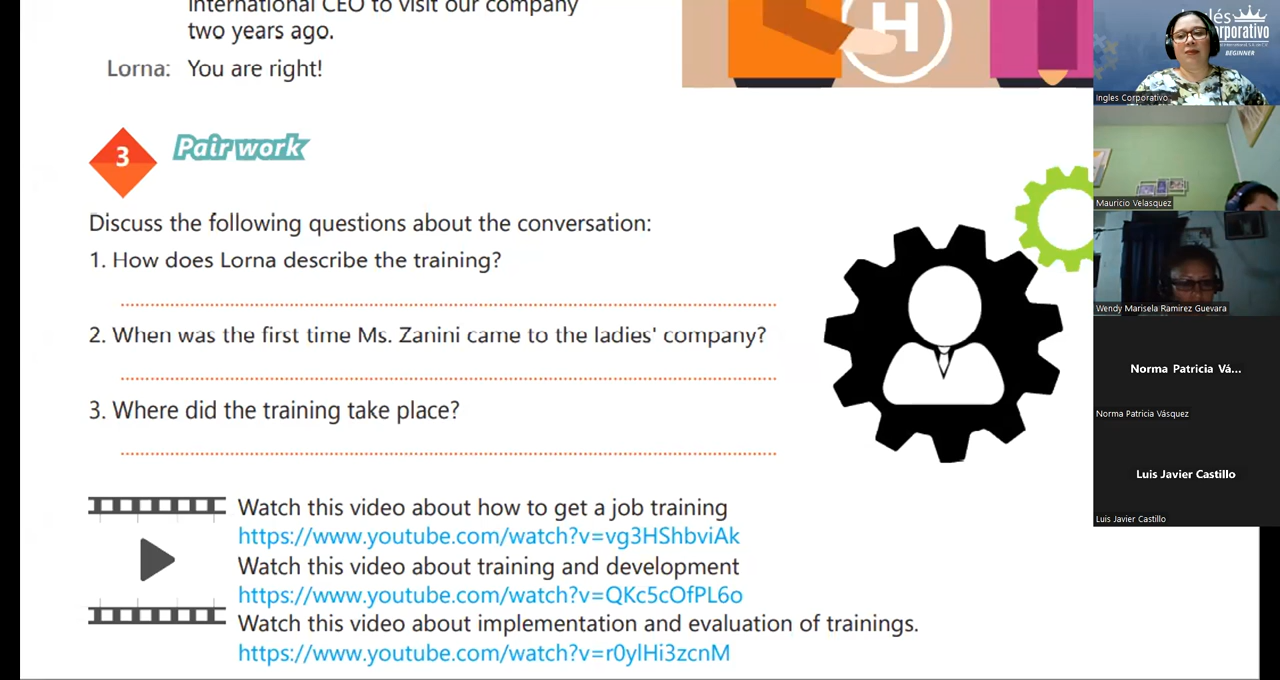 international CEO to visit our company
two years ago.
Lorna: You are right!
H
3
Pair work
Discuss the following questions about the conversation:
1. How does Lorna describe the training?
2. When was the first time Ms. Zanini came to the ladies' company?
3. Where did the training take place?
Watch this video about how to get a job training
https://www.youtube.com/watch?v=vg3HShbviAk
Watch this video about training and development
https://www.youtube.com/watch?v=QKc5cOfPL6o
Watch this video about implementation and evaluation of trainings.
https://www.youtube.com/watch?v=r0ylHi3zcnM
BEGINNER
Ingles Corporativo
Mauricio Velasquez
Wendy Marisela Ramirez Guevara
Norma Patricia Vá...
Norma Patricia Vásquez
Luis Javier Castillo
Luis Javier Castillo